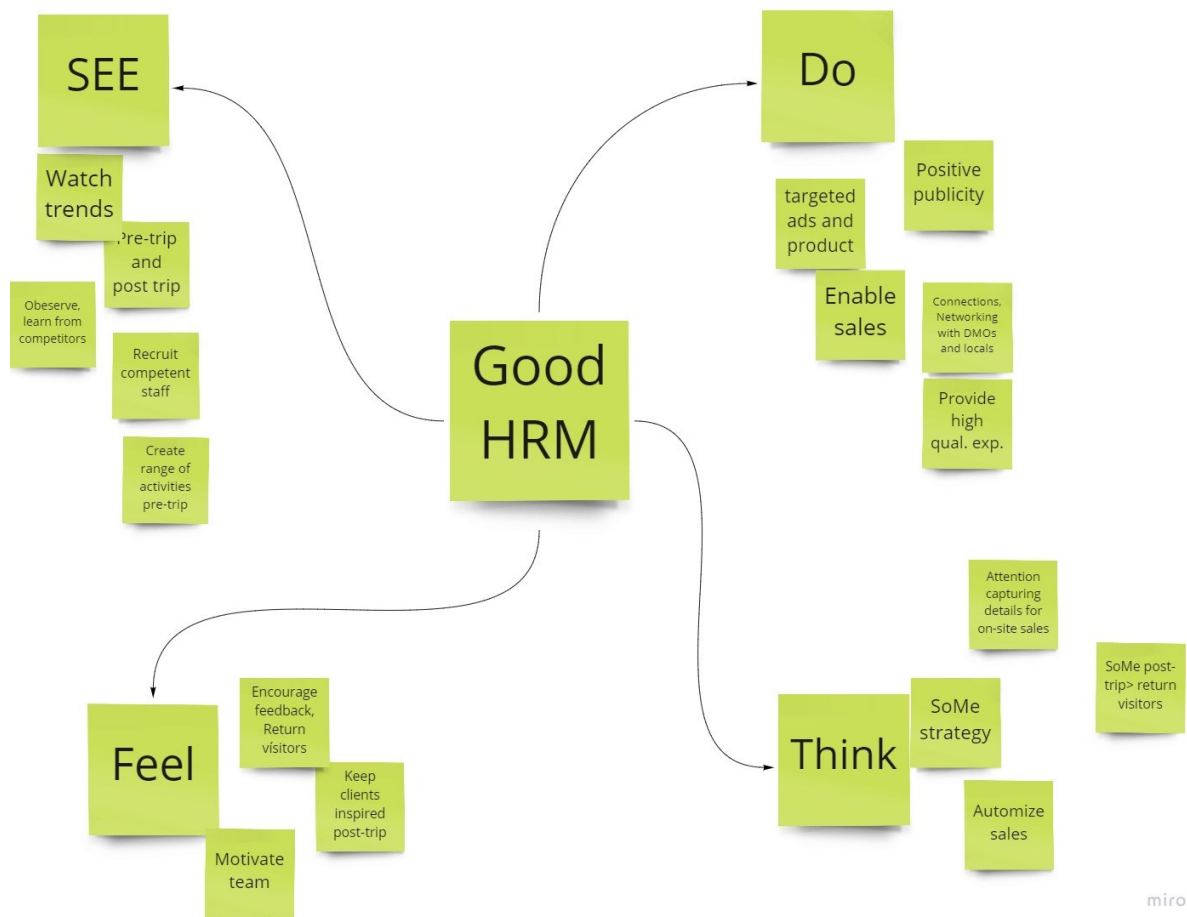 SEE
Watch
trends
Pre-trip
and
post trip
Obeserve,
learn from
competitors
Recruit
competent
staff
Create
range of
activities
pre-trip
Do
Positive
publicity
targeted
ads and
product
Enable
sales
Connections,
Networking
with DMOs
and locals
Provide
high
qual. exp.
Good
HRM
Feel
Encourage
feedback,
Return
vísitors
Keep
clients
inspired
post-trip
Motivate
team
Think
Attention
capturing
details for
on-site sales
SoMe post-
trip> return
visitors
SoMe
strategy
Automize
sales
miro